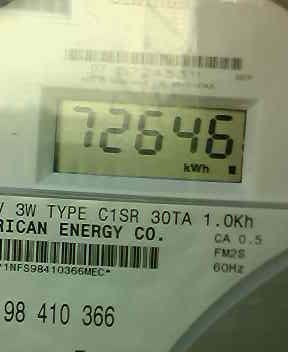 72646
kWh
V 3W TYPE C1SR 30TA 1.0Kh
RICAN ENERGY CO.
CA 0.5
FM2S
60Hz
*1NFS98410366MEC*
98 410 366